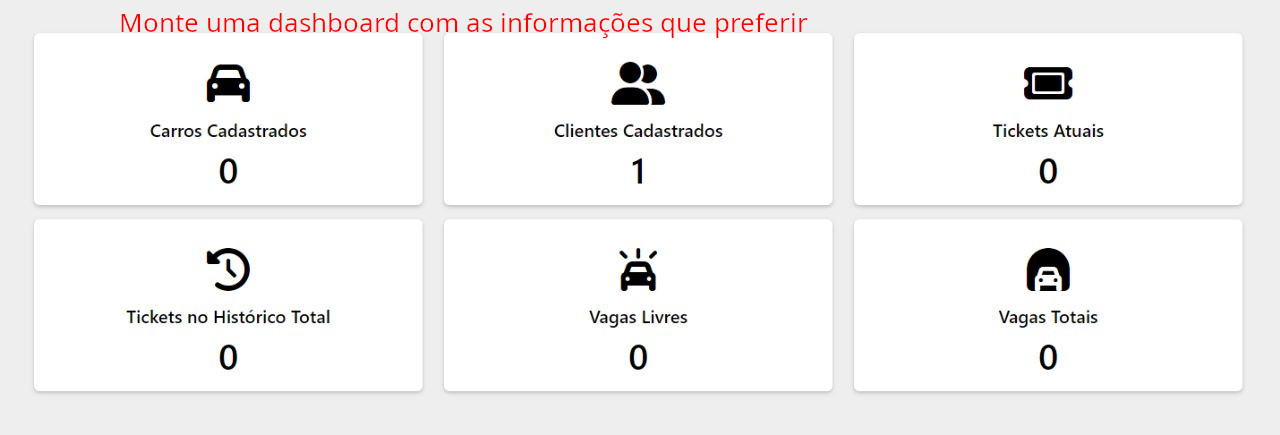 Monte uma dashboard com as informações que preferir
Carros Cadastrados
0
Clientes Cadastrados
1
Tickets Atuais
0
Tickets no Histórico Total
0
Vagas Livres
0
Vagas Totais
0